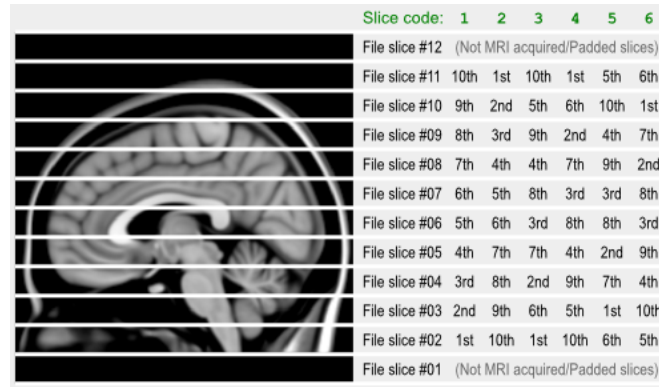 Slice code: 1 2 3 4 5 6
File slice #12 (Not MRI acquired/Padded slices)
File slice #11 10th 1st 10th 1st 5th 6th
File slice #10 9th 2nd 5th 6th 10th 1st
File slice #09 8th 3rd 9th 2nd 4th 7th
File slice #08 7th 4th 4th 7th 9th 2nd
File slice #07 6th 5th 8th 3rd 3rd 8th
File slice #06 5th 6th 3rd 8th 8th 3rd
File slice #05 4th 7th 7th 4th 2nd 9th
File slice #04 3rd 8th 2nd 9th 7th 4th
File slice #03 2nd 9th 6th 5th 1st 10th
File slice #02 1st 10th 1st 10th 6th 5th
File slice #01 (Not MRI acquired/Padded slices)